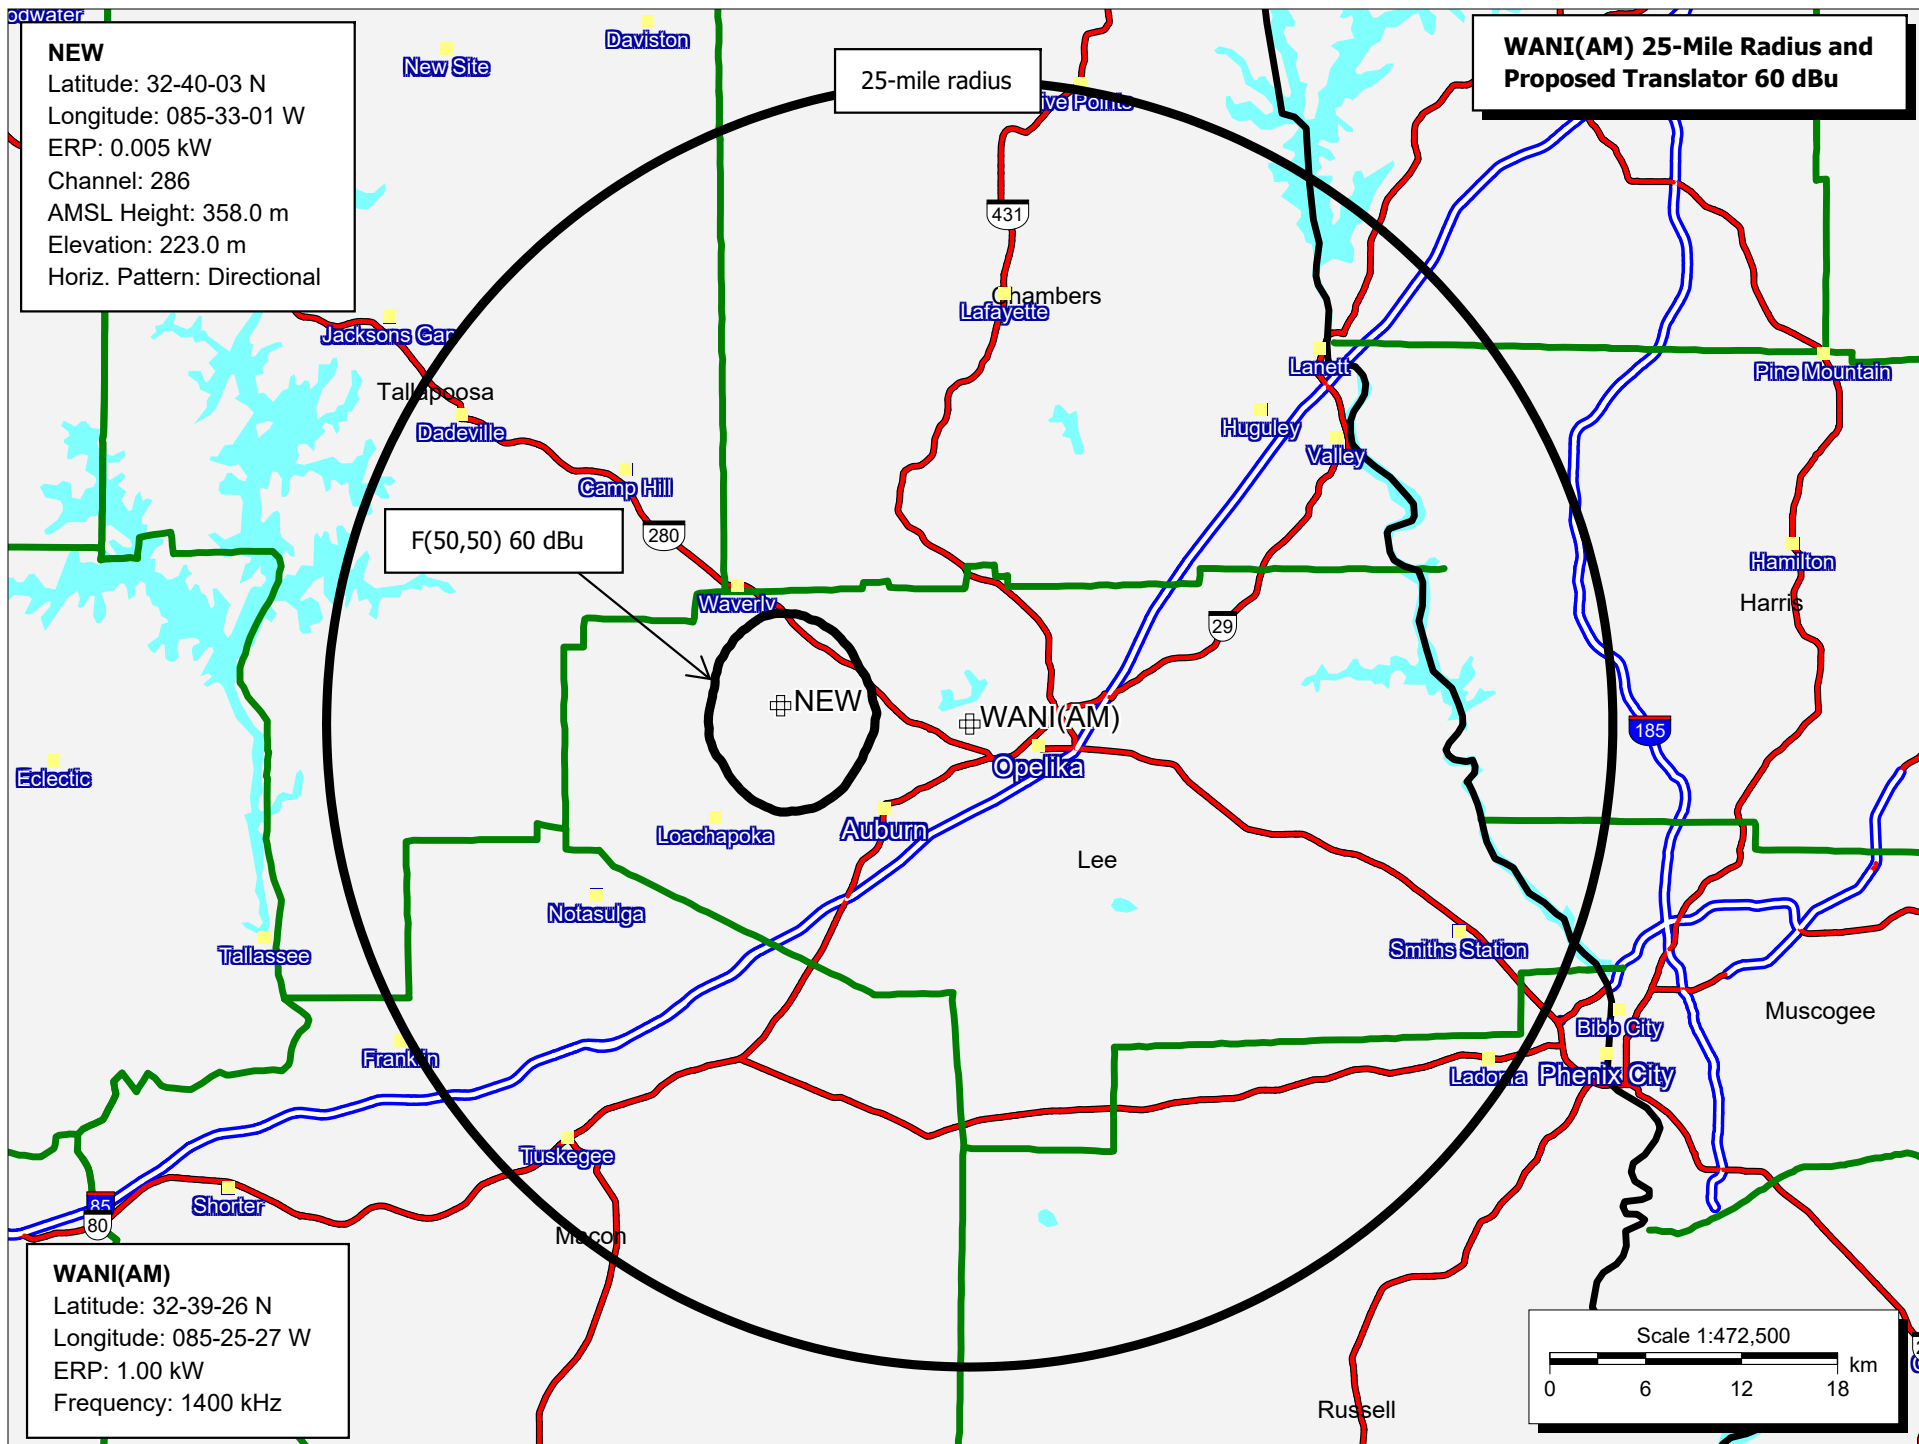 odwater
NEW
Latitude: 32-40-03 N
Longitude: 085-33-01 W
ERP: 0.005 kW
Channel: 286
AMSL Height: 358.0 m
Elevation: 223.0 m
Horiz. Pattern: Directional
Daviston
New Site
25-mile radius
ive Points
WANI(AM) 25-Mile Radius and
Proposed Translator 60 dBu
431
Chambers
Lafayette
Jacksons Gar
Tallapoosa
Dadeville
Camp Hill
280
F(50,50) 60 dBu
Waverly
Lanett
Huguley
Valley
Pine Mountain
Hamilton
Harris
29
NEW
WANI(AM)
Opelika
185
Eclectic
Loachapoka
Auburn
Lee
Notasulga
Tallassee
Smiths Station
Muscogee
Bibb City
Franklin
Ladonia
Phenix City
Tuskegee
Shorter
85
80
Macon
WANI(AM)
Latitude: 32-39-26 N
Longitude: 085-25-27 W
ERP: 1.00 kW
Frequency: 1400 kHz
Russell
Scale 1:472,500
km
0 6 12 18